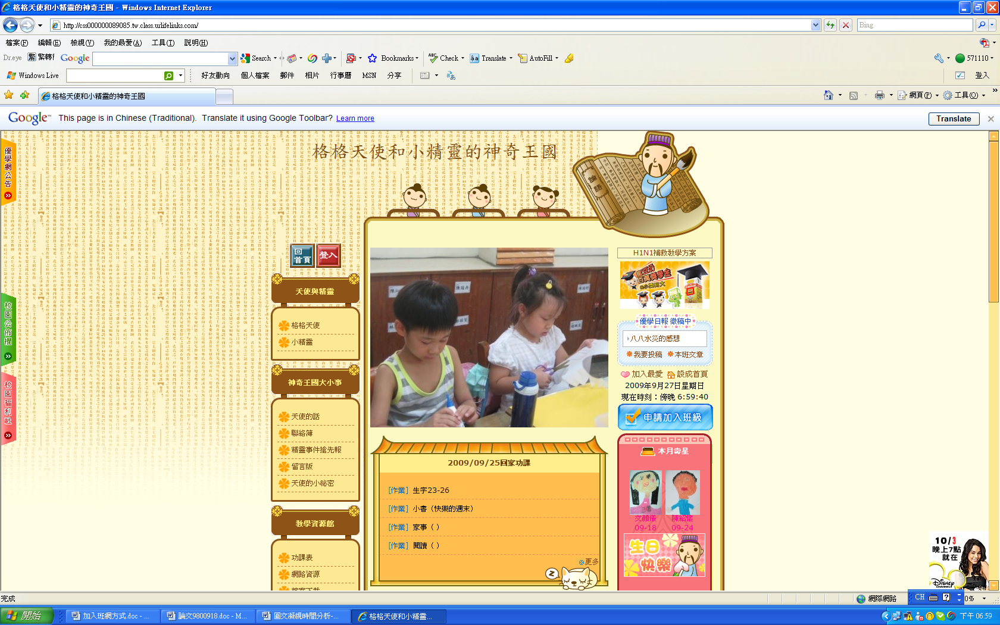 格格天使和小精靈的神奇王國 - Windows Internet Explorer
http://css000000089085.tw.class.urlifelinks.com/
Bing
檔案(F) 編輯(E) 檢視(V) 我的最愛(A) 工具(T) 說明(H)
Dr.eye 繁 繁轉 Google Search Bookmarks Check Translate AutoFill 571110
Windows Live 好友動向 個人檔案 郵件 相片 行事曆 MSN 分享 登入
格格天使和小精靈的神奇王國 網頁(P) 工具(O)
Google This page is in Chinese (Traditional). Translate it using Google Toolbar? Learn more Translate
優學網公告
校園公佈欄
校園福利社
格格天使和小精靈的神奇王國
論語
回首頁 登入
天使與精靈
格格天使
小精靈
神奇王國大小事
天使的話
聯絡簿
精靈事件搶先報
留言版
天使的小祕密
教學資源館
功課表
網路資源
檔案下載
2009/09/25回家功課
[作業] 生字23-26
[作業] 小書（快樂的週末）
[作業] 家事（ ）
[作業] 閱讀（ ）
更多
Z
H1N1補救教學方案
百萬獎學金
優學日報 徵稿中
八八水災的感想
我要投稿 本班文章
加入最愛 設成首頁
2009年9月27日星期日
現在時刻：傍晚 6:59:40
申請加入班級
本月壽星
09-18 09-24
生日
快樂
10/3
晚上7點
就在
Disney
CHANNEL
完成 網際網路 CH 0%
開始 加入班網方式.doc - ... 論文9800918.doc - M... 圖文凝視時間分析-... 格格天使和小精靈... 下午 06:59